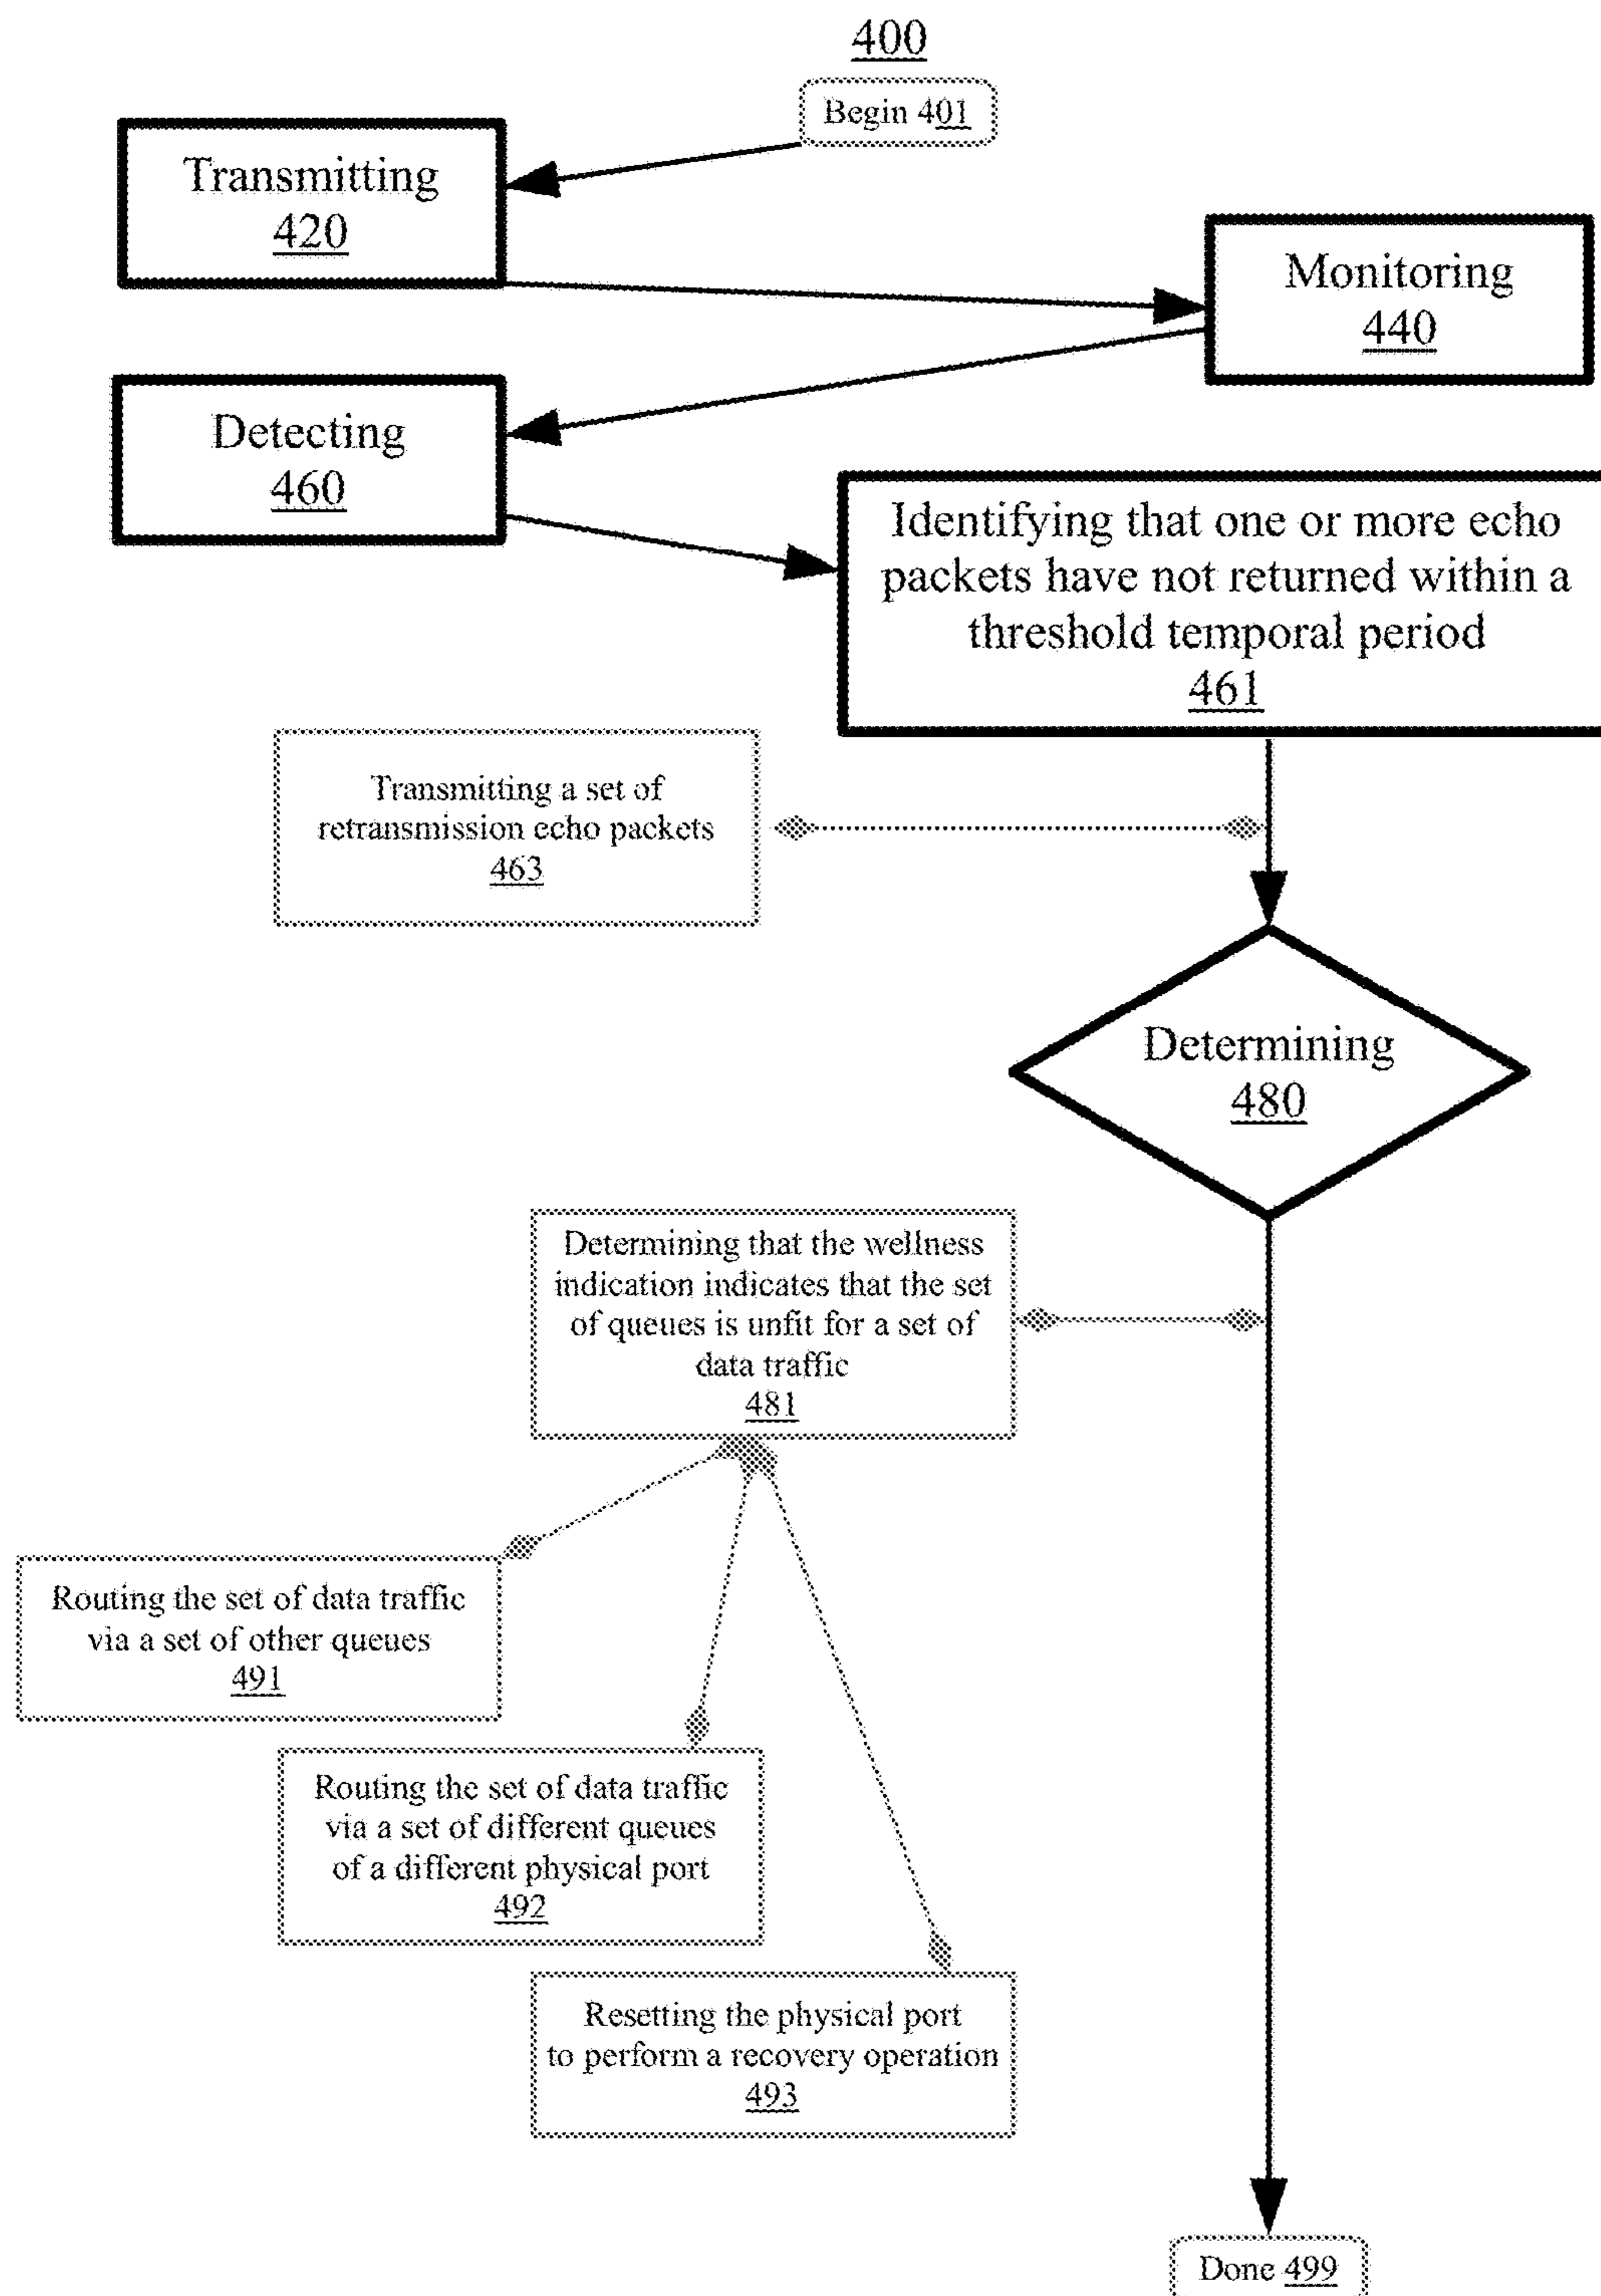 400
Begin 401
Transmitting
420
Monitoring
440
Detecting
460
Identifying that one or more echo
packets have not returned within a
threshold temporal period
461
Transmitting a set of
retransmission echo packets
463
Determining
480
Determining that the wellness
indication indicates that the set
of queues is unfit for a set of
data traffic
481
Routing the set of data traffic
via a set of other queues
491
Routing the set of data traffic
via a set of different queues
of a different physical port
492
Resetting the physical port
to perform a recovery operation
493
Done 499